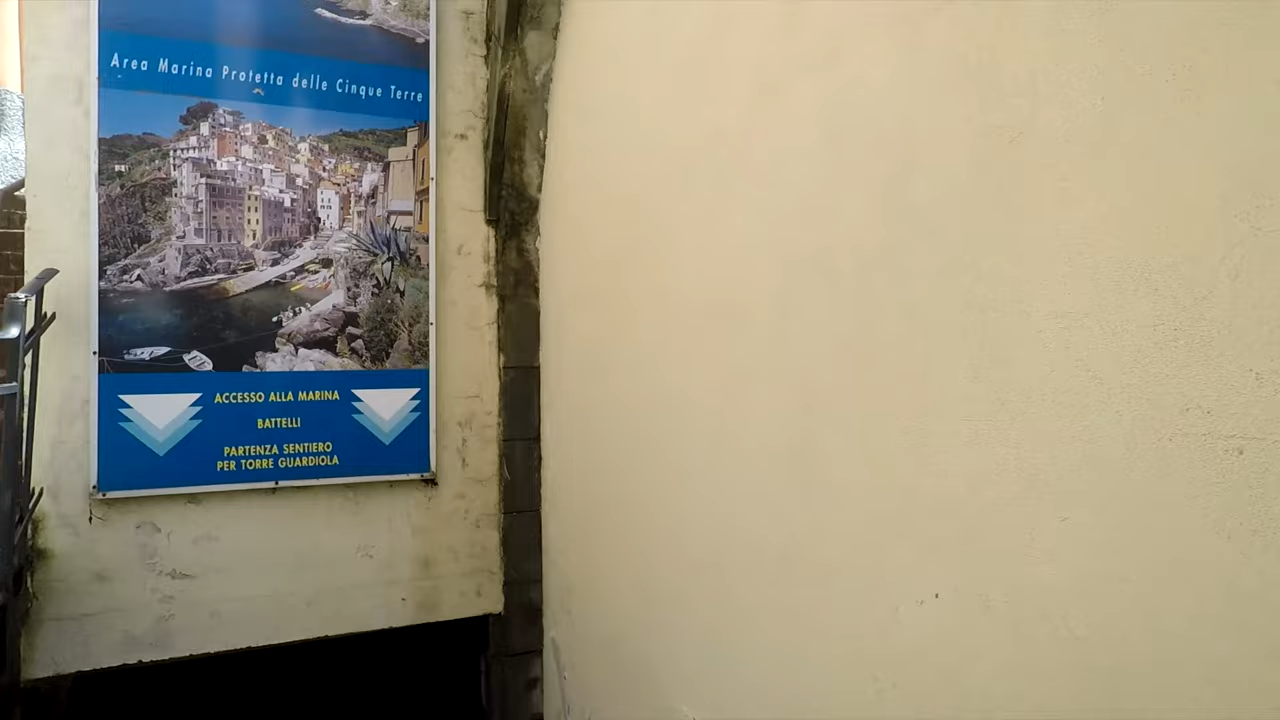 Area Marina Protetta delle Cinque Terre
ACCESSO ALLA MARINA
BATTELLI
PARTENZA SENTIERO
PER TORRE GUARDIOLA